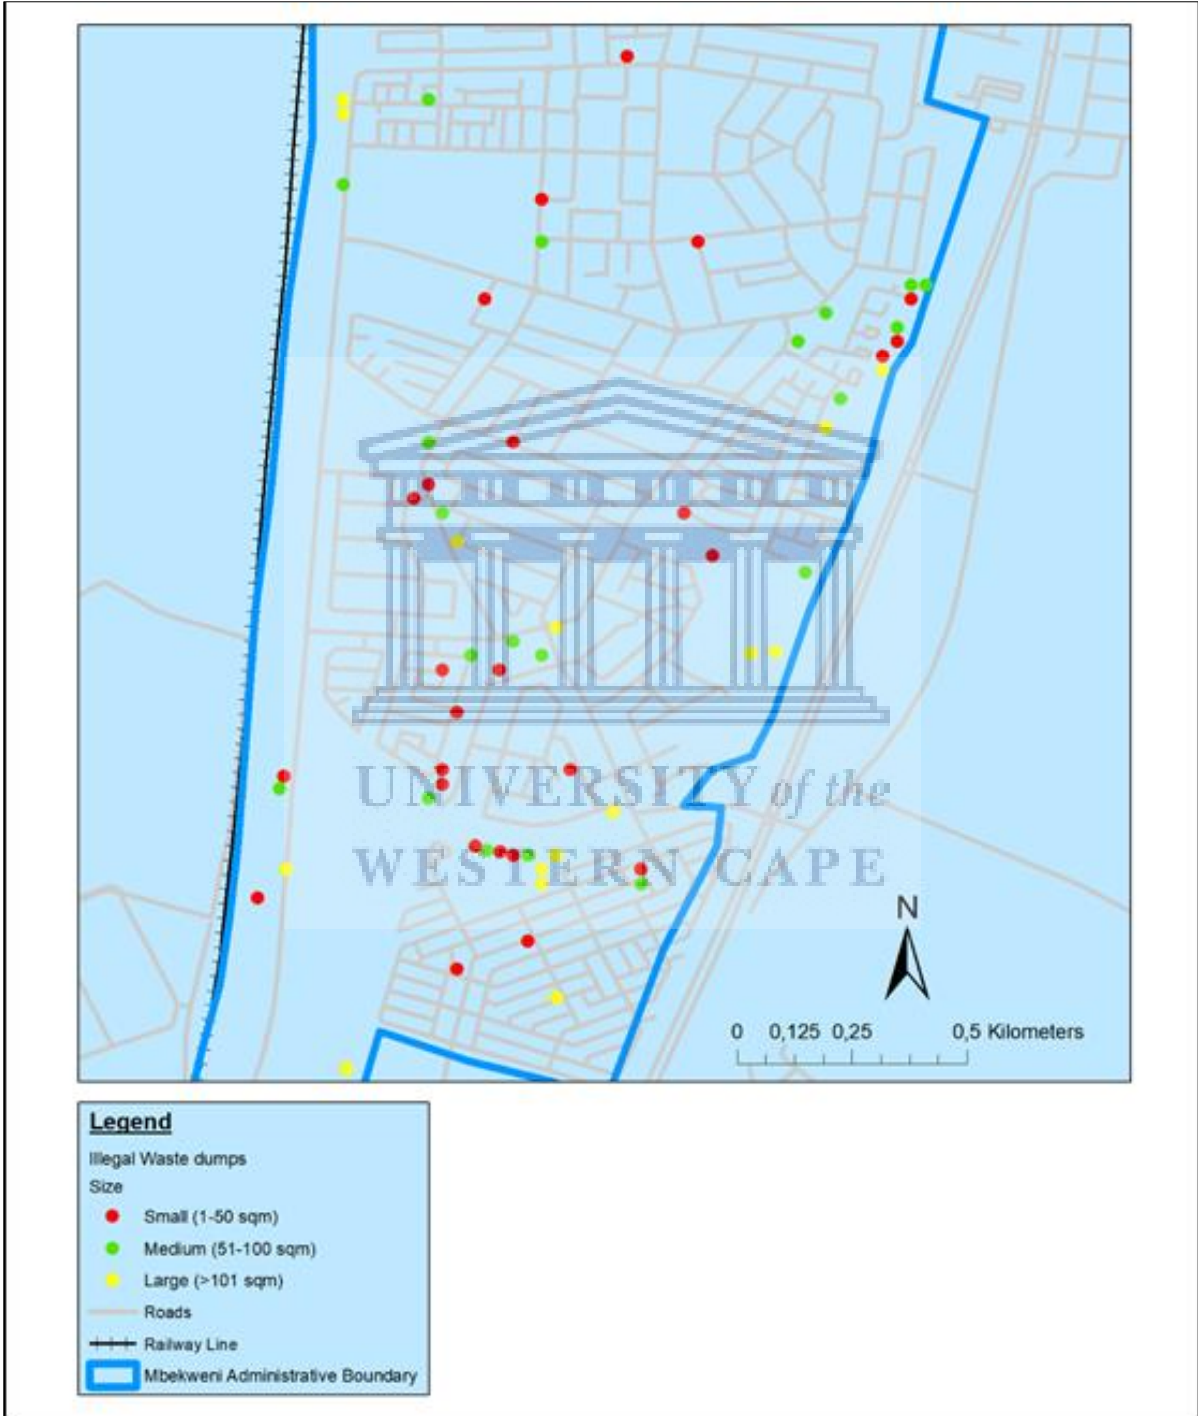 UNIVERSITY of the
WESTERN CAPE
N
0 0,125 0,25 0,5 Kilometers
Legend
Illegal Waste dumps
Size
Small (1-50 sqm)
Medium (51-100 sqm)
Large (>101 sqm)
Roads
Railway Line
Mbekweni Administrative Boundary